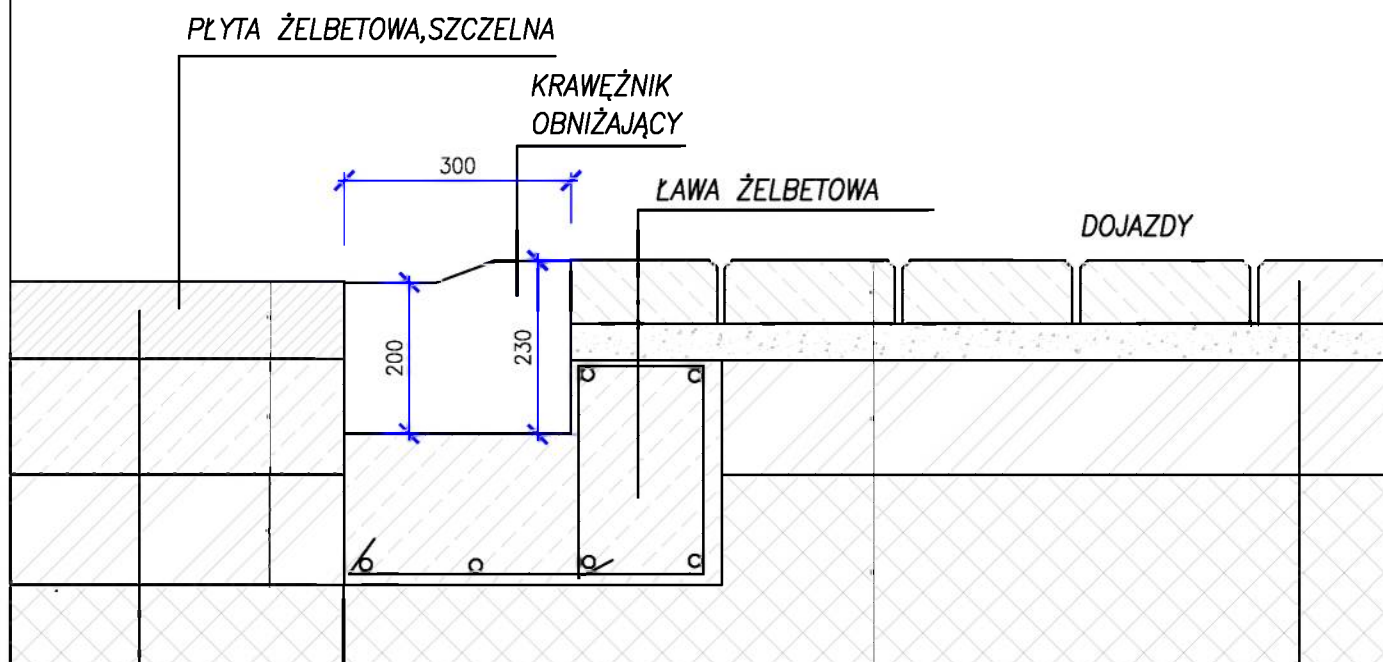 PŁYTA ŻELBETOWA,SZCZELNA
KRAWĘŻNIK
OBNIŻAJĄCY
300
ŁAWA ŻELBETOWA
DOJAZDY
200
230